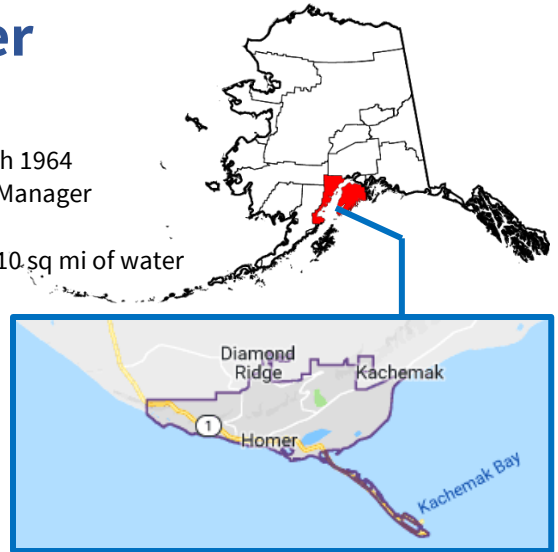 er
h 1964
Manager
10 sq mi of water
Diamond
Ridge
Kachemak
1
Homer
Kachemak Bay